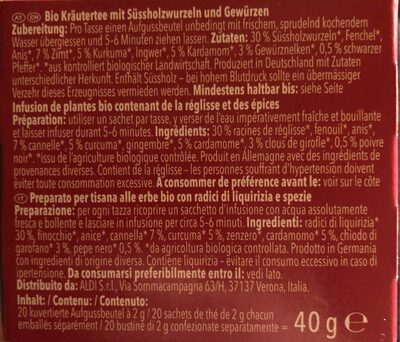 AT CH Bio Kräutertee mit Süssholzwurzeln und Gewürzen
Zubereitung: Pro Tasse einen Aufgussbeutel unbedingt mit frischem, sprudelnd kochendem
Wasser übergiessen und 5-6 Minuten ziehen lassen. Zutaten: 30 % Süssholzwurzeln*, Fenchel*,
Anis*, 7 % Zimt*, 5 % Kurkuma*, Ingwer*, 5 % Kardamom*, 3 % Gewürznelken*, 0,5 % schwarzer
Pfeffer*. *aus kontrolliert biologischer Landwirtschaft. Produziert in Deutschland mit Zutaten
unterschiedlicher Herkunft. Enthält Süssholz – bei hohem Blutdruck sollte ein übermässiger
Verzehr dieses Erzeugnisses vermieden werden. Mindestens haltbar bis: siehe Seite
Infusion de plantes bio contenant de la réglisse et des épices
Préparation: utiliser un sachet par tasse, y verser de l'eau impérativement fraîche et bouillante
et laisser infuser durant 5–6 minutes. Ingrédients: 30 % racines de réglisse*, fenouil*, anis*,
7 % cannelle*, 5 % curcuma*, gingembre*, 5 % cardamome*, 3 % clous de girofle*, 0,5 % poivre
noir*. *issu de l'agriculture biologique contrôlée. Produit en Allemagne avec des ingrédients de
provenances diverses. Contient de la réglisse - les personnes souffrant d'hypertension doivent
éviter toute consommation excessive. A consommer de préférence avant le: voir sur le côte
IT Preparato per tisana alle erbe bio con radici di liquirizia e spezie
Preparazione: per ogni tazza ricoprire un sacchetto d'infusione con acqua assolutamente
fresca e bollente e lasciare in infusione per circa 5-6 minuti. Ingredienti: radici di liquirizia*
30 %, finocchio*, anice*, cannella* 7 %, curcuma* 5 %, zenzero*, cardamomo* 5 %, chiodo di
garofano* 3 %, pepe nero* 0,5 %. *da agricoltura biologica controllata. Prodotto in Germania
con ingredienti di origine diversa. Contiene liquirizia - evitare il consumo eccessivo in caso di
ipertensione. Da consumarsi preferibilmente entro il: vedi lato.
Distribuito da: ALDI S.r.l., Via Sommacampagna 63/H, 37137 Verona, Italia.
Inhalt: / Contenu: / Contenuto:
20 kuvertierte Aufgussbeutel à 2 g / 20 sachets de thé de 2 g chacun
emballés séparément / 20 bustine di 2 g confezionate separatamente = 40 g e